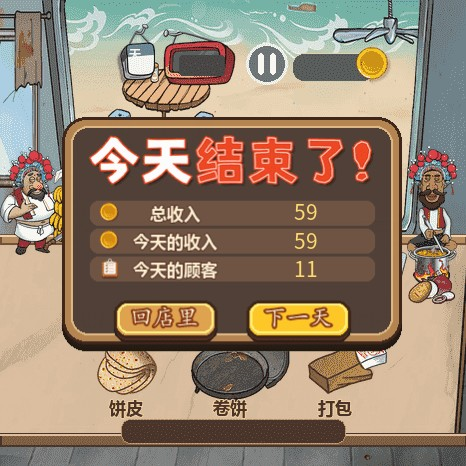 天
今天结束了!
总收入 59
今天的收入 59
今天的顾客 11
回店里 下一天
饼皮 卷饼 打包